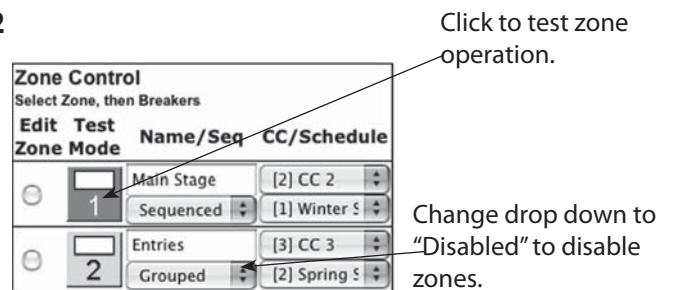 2
Click to test zone
operation.
Zone Control
Select Zone, then Breakers
Edit Zone
Test Mode
Name/Seq
CC/Schedule
1
Main Stage
[2] CC 2
Sequenced
[1] Winter S
2
Entries
[3] CC 3
Grouped
[2] Spring S
Change drop down to
“Disabled” to disable
zones.